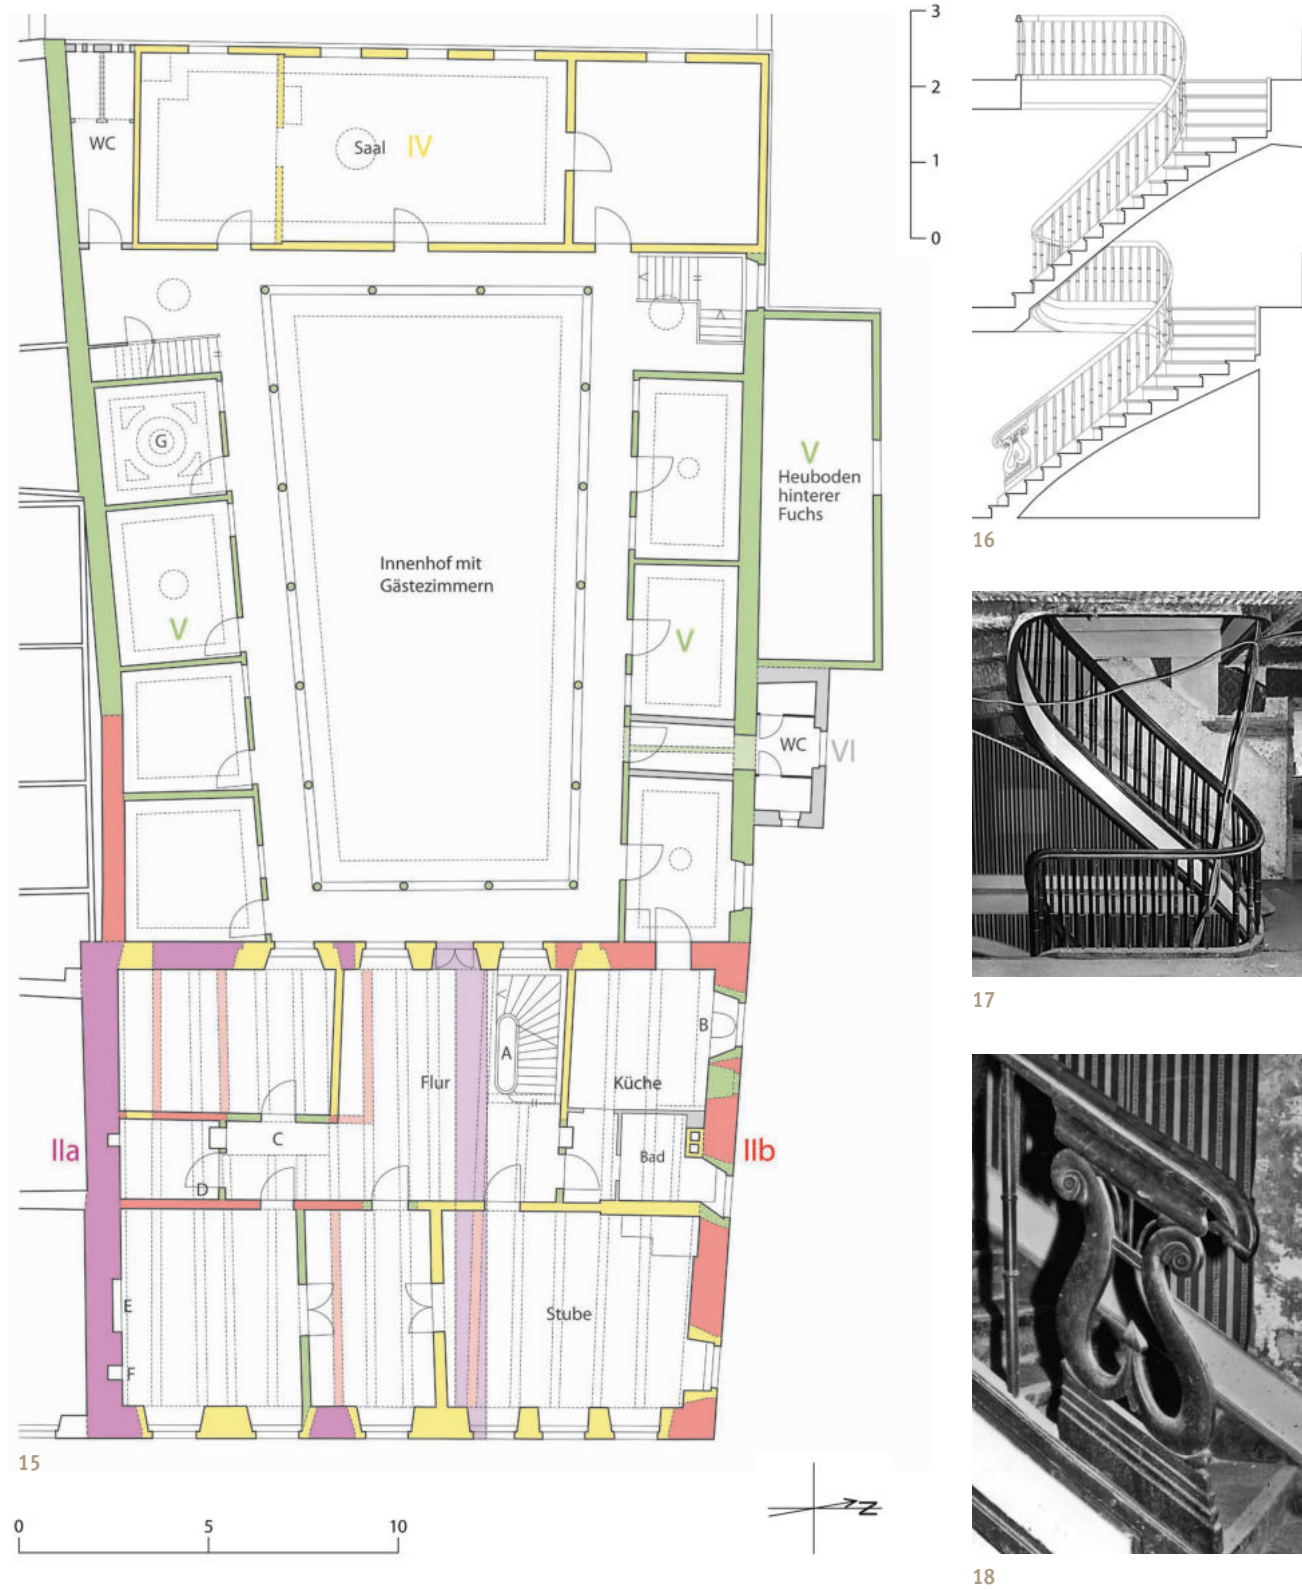 WC
Saal
IV
3
2
1
0
G
V
V
Heuboden
hinterer
Fuchs
16
Innenhof mit
Gästezimmern
V
WC
VI
17
B
A
Flur
Küche
IIa
C
Bad
IIb
D
E
F
Stube
15
N
0
5
10
18